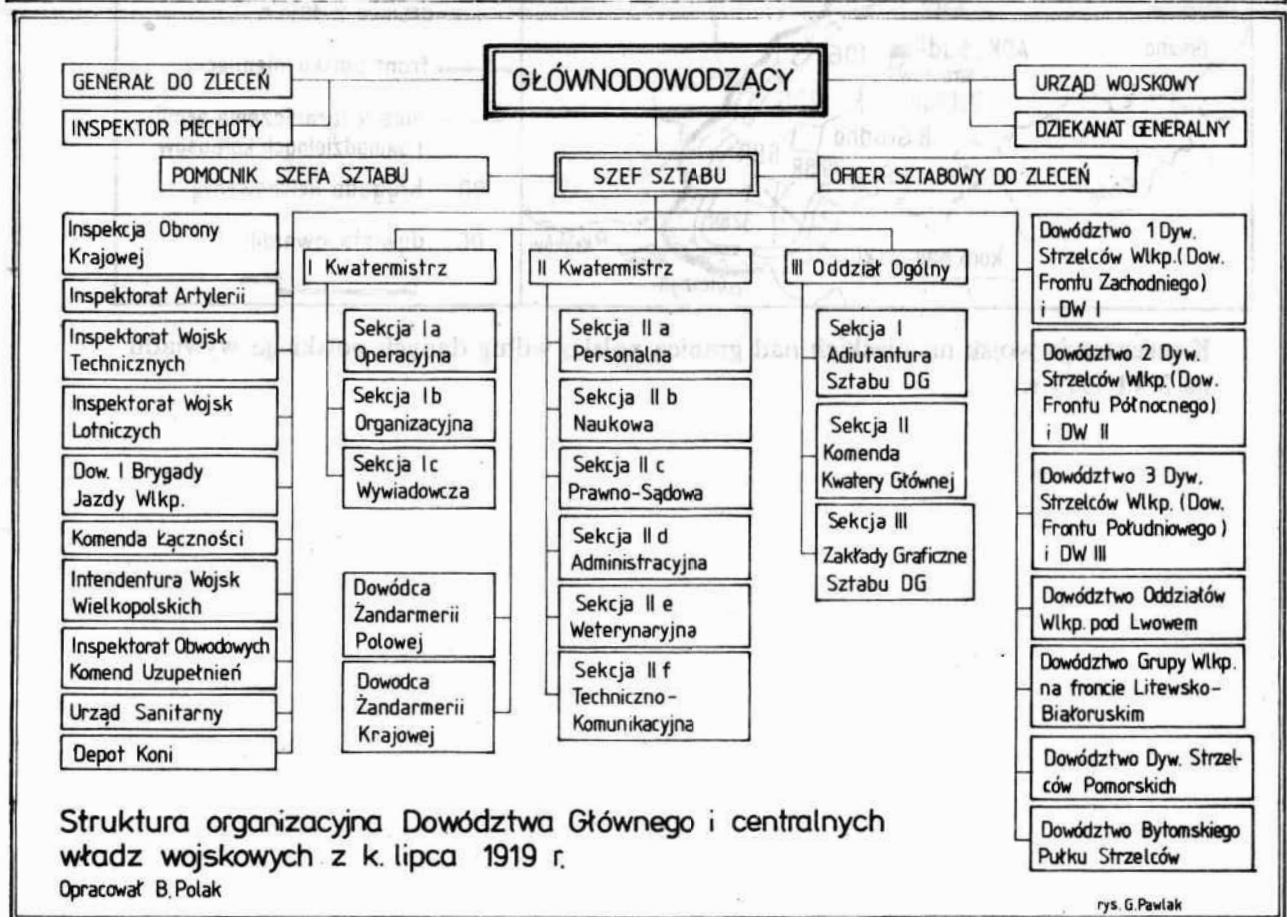 GŁÓWNODOWODZĄCY
GENERAŁ DO ZLECEŃ
INSPEKTOR PIECHOTY
URZĄD WOJSKOWY
DZIEKANAT GENERALNY
POMOCNIK SZEFA SZTABU
SZEF SZTABU
OFICER SZTABOWY DO ZLECEŃ
Inspekcja Obrony
Krajowej
Inspektorat Artylerii
Inspektorat Wojsk
Technicznych
Inspektorat Wojsk
Lotniczych
Dow. I Brygady
Jazdy Wlkp.
Komenda Łączności
Intendentura Wojsk
Wielkopolskich
Inspektorat Obwodowych
Komend Uzupełnień
Urząd Sanitarny
Depot Koni
I Kwatermistrz
Sekcja Ia
Operacyjna
Sekcja Ib
Organizacyjna
Sekcja Ic
Wywiadowcza
Dowódca
Żandarmerii
Polowej
Dowodca
Żandarmerii
Krajowej
II Kwatermistrz
Sekcja II a
Personalna
Sekcja II b
Naukowa
Sekcja II c
Prawno-Sądowa
Sekcja II d
Administracyjna
Sekcja II e
Weterynaryjna
Sekcja II f
Techniczno-
Komunikacyjna
III Oddział Ogólny
Sekcja I
Adiutantura
Sztabu DG
Sekcja II
Komenda
Kwatery Głównej
Sekcja III
Zakłady Graficzne
Sztabu DG
Dowództwo 1 Dyw.
Strzelców Wlkp. (Dow.
Frontu Zachodniego)
i DW I
Dowództwo 2 Dyw.
Strzelców Wlkp. (Dow.
Frontu Północnego)
i DW II
Dowództwo 3 Dyw.
Strzelców Wlkp. (Dow.
Frontu Południowego)
i DW III
Dowództwo Oddziałów
Wlkp. pod Lwowem
Dowództwo Grupy Wlkp.
na froncie Litewsko-
Białoruskim
Dowództwo Dyw. Strzel-
ców Pomorskich
Dowództwo Bytomskiego
Pułku Strzelców
Struktura organizacyjna Dowództwa Głównego i centralnych
władz wojskowych z k. lipca 1919 r.
Opracował B. Polak
rys. G. Pawlak